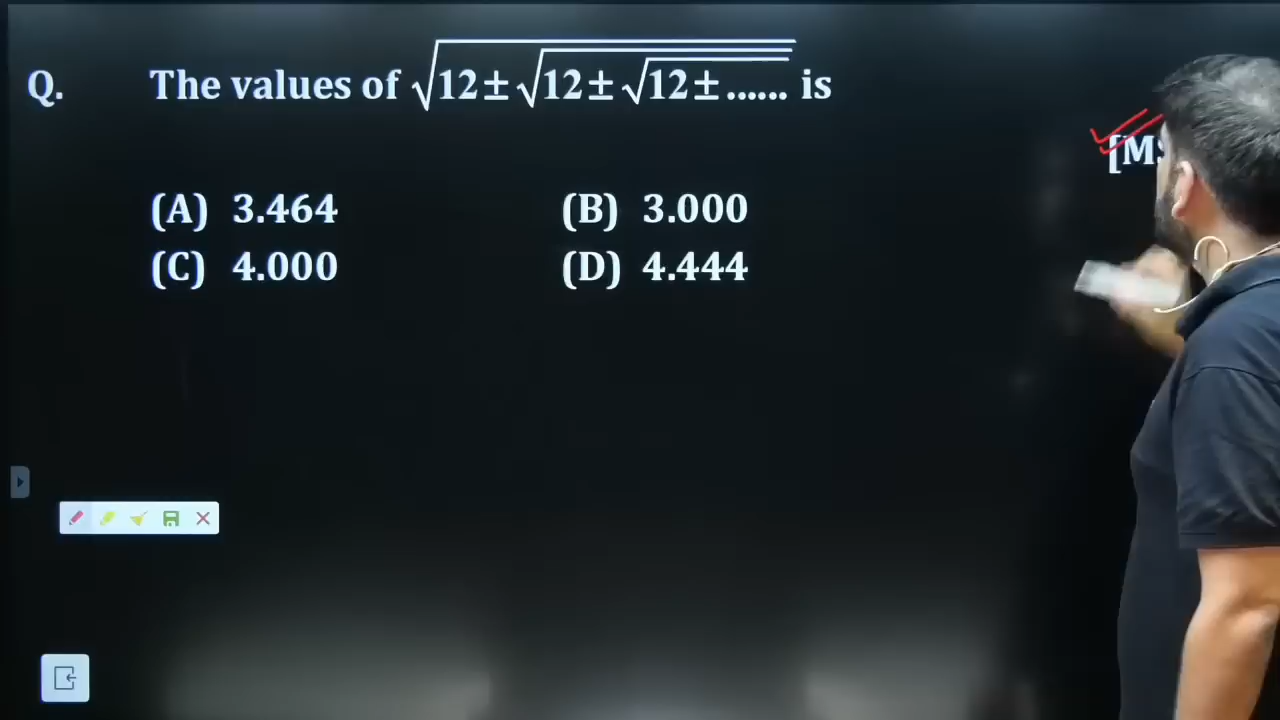 Q. The values of √12±√12±√12±...... is
[M
(A) 3.464 (B) 3.000
(C) 4.000 (D) 4.444